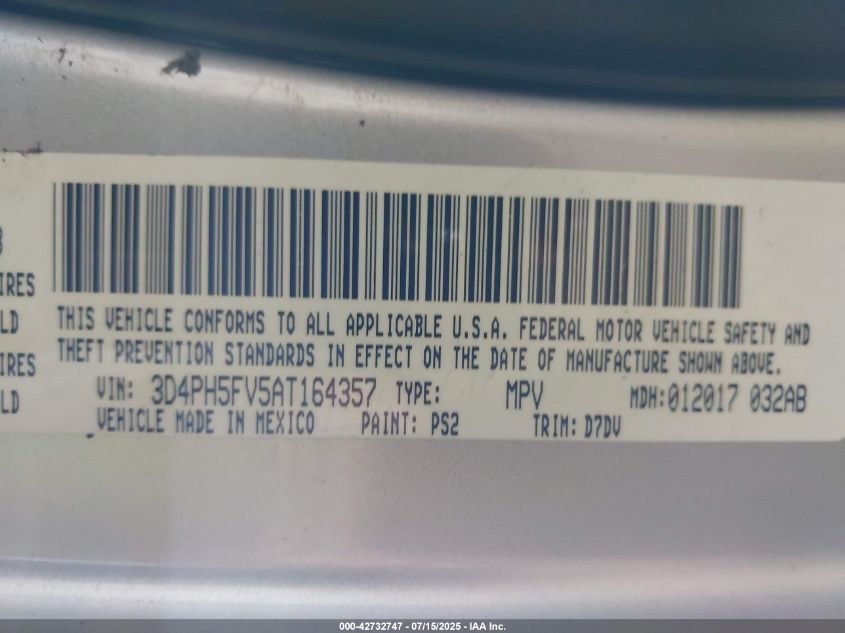 IRES
LD
IRES
LD
THIS VEHICLE CONFORMS TO ALL APPLICABLE U.S.A. FEDERAL MOTOR VEHICLE SAFETY AND
THEFT PREVENTION STANDARDS IN EFFECT ON THE DATE OF MANUFACTURE SHOWN ABOVE.
VIN: 3D4PH5FV5AT164357 TYPE: MPV MDH:012017 032AB
VEHICLE MADE IN MEXICO PAINT: PS2 TRIM: D7DV
000-42732747 - 07/15/2025 - IAA Inc.